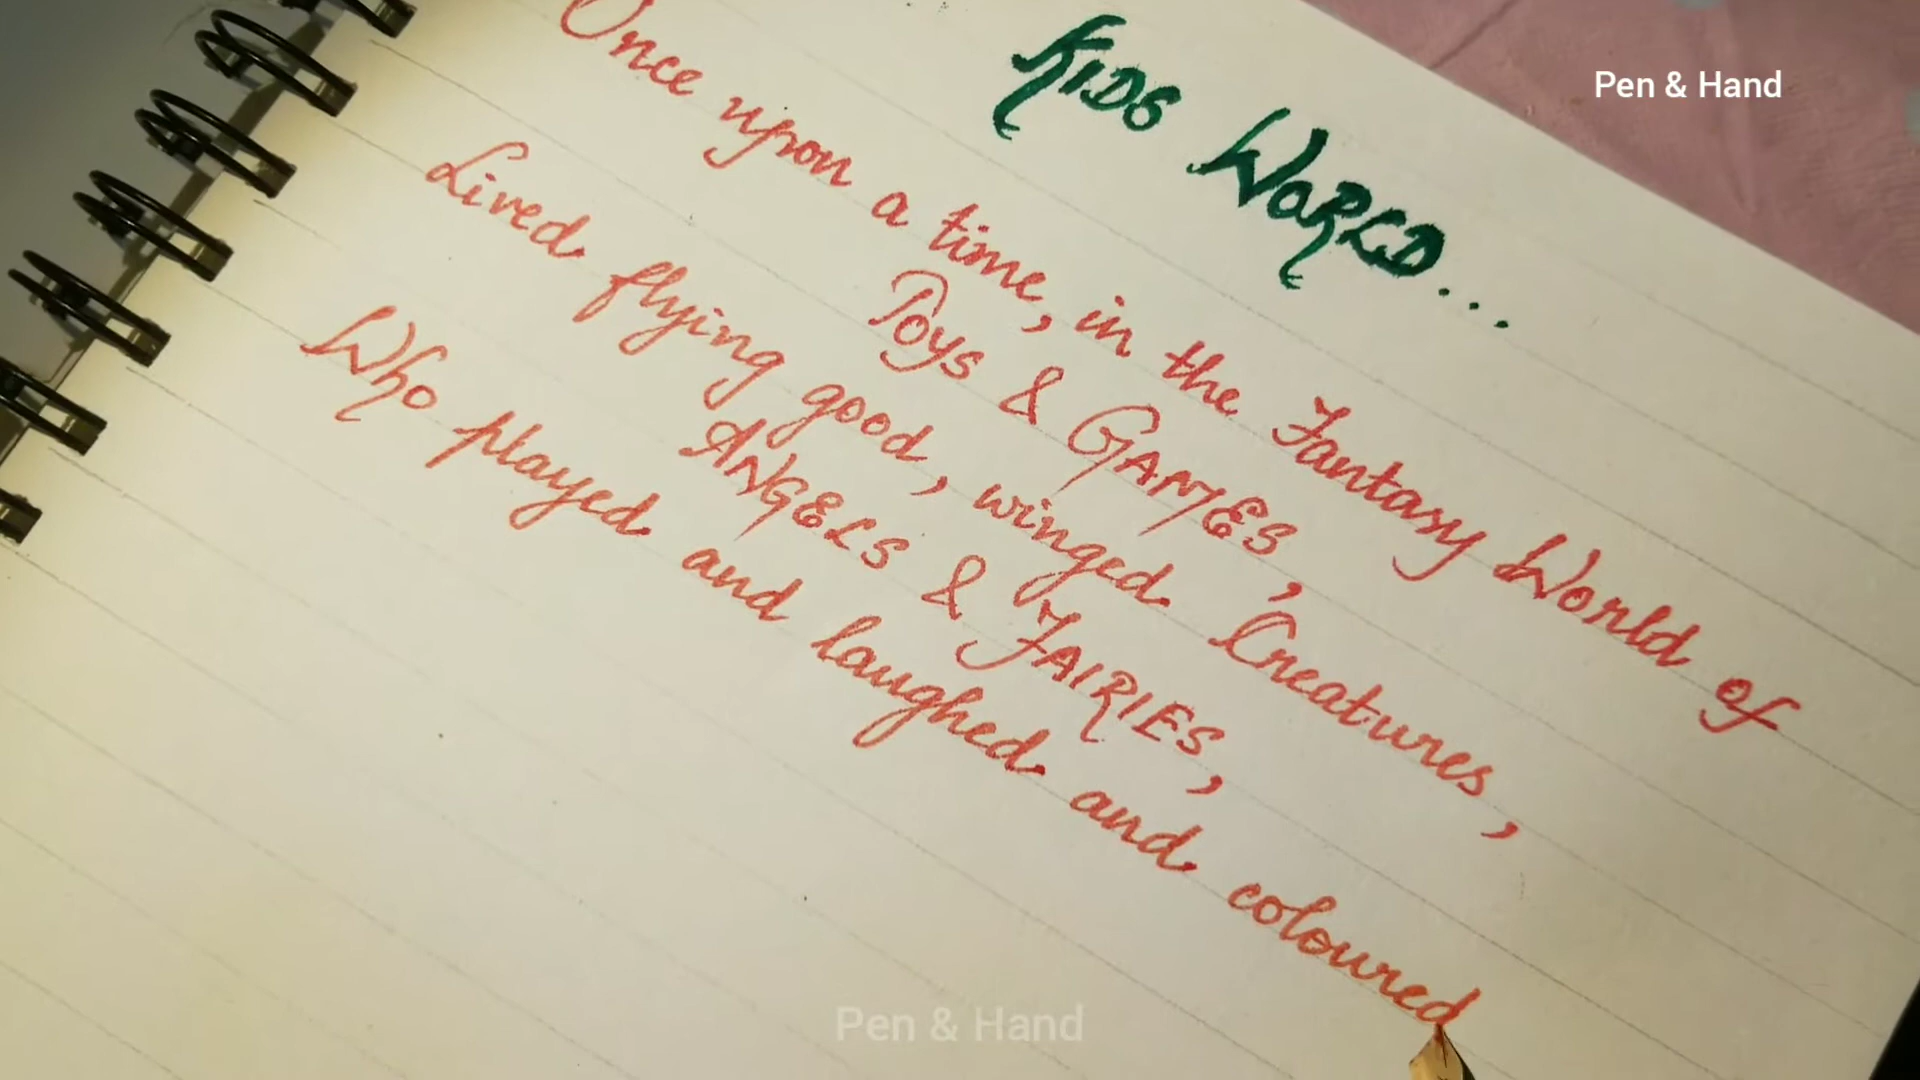 KIDS WORLD...
Once upon a time, in the Fantasy World of
Toys & GAMES,
Lived flying good, winged Creatures,
ANGELS & FAIRIES,
Who played and laughed and coloured
Pen & Hand
Pen & Hand